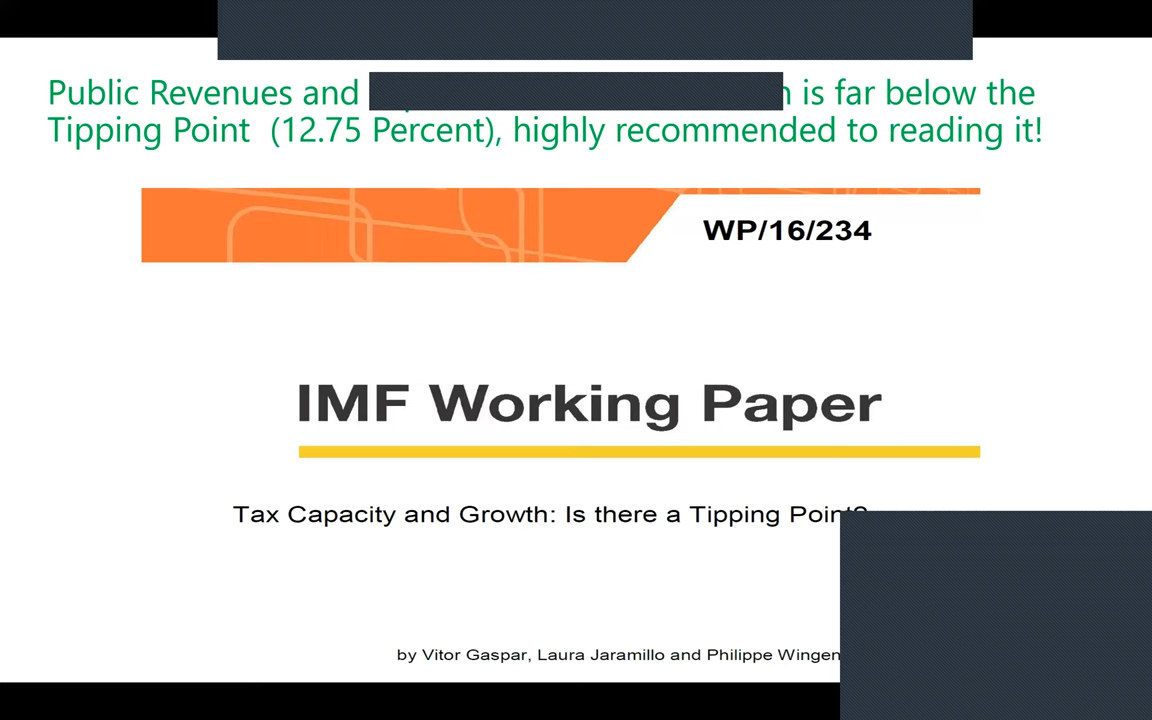 Public Revenues and is far below the
Tipping Point (12.75 Percent), highly recommended to reading it!
WP/16/234
IMF Working Paper
Tax Capacity and Growth: Is there a Tipping Point?
by Vitor Gaspar, Laura Jaramillo and Philippe Wingen